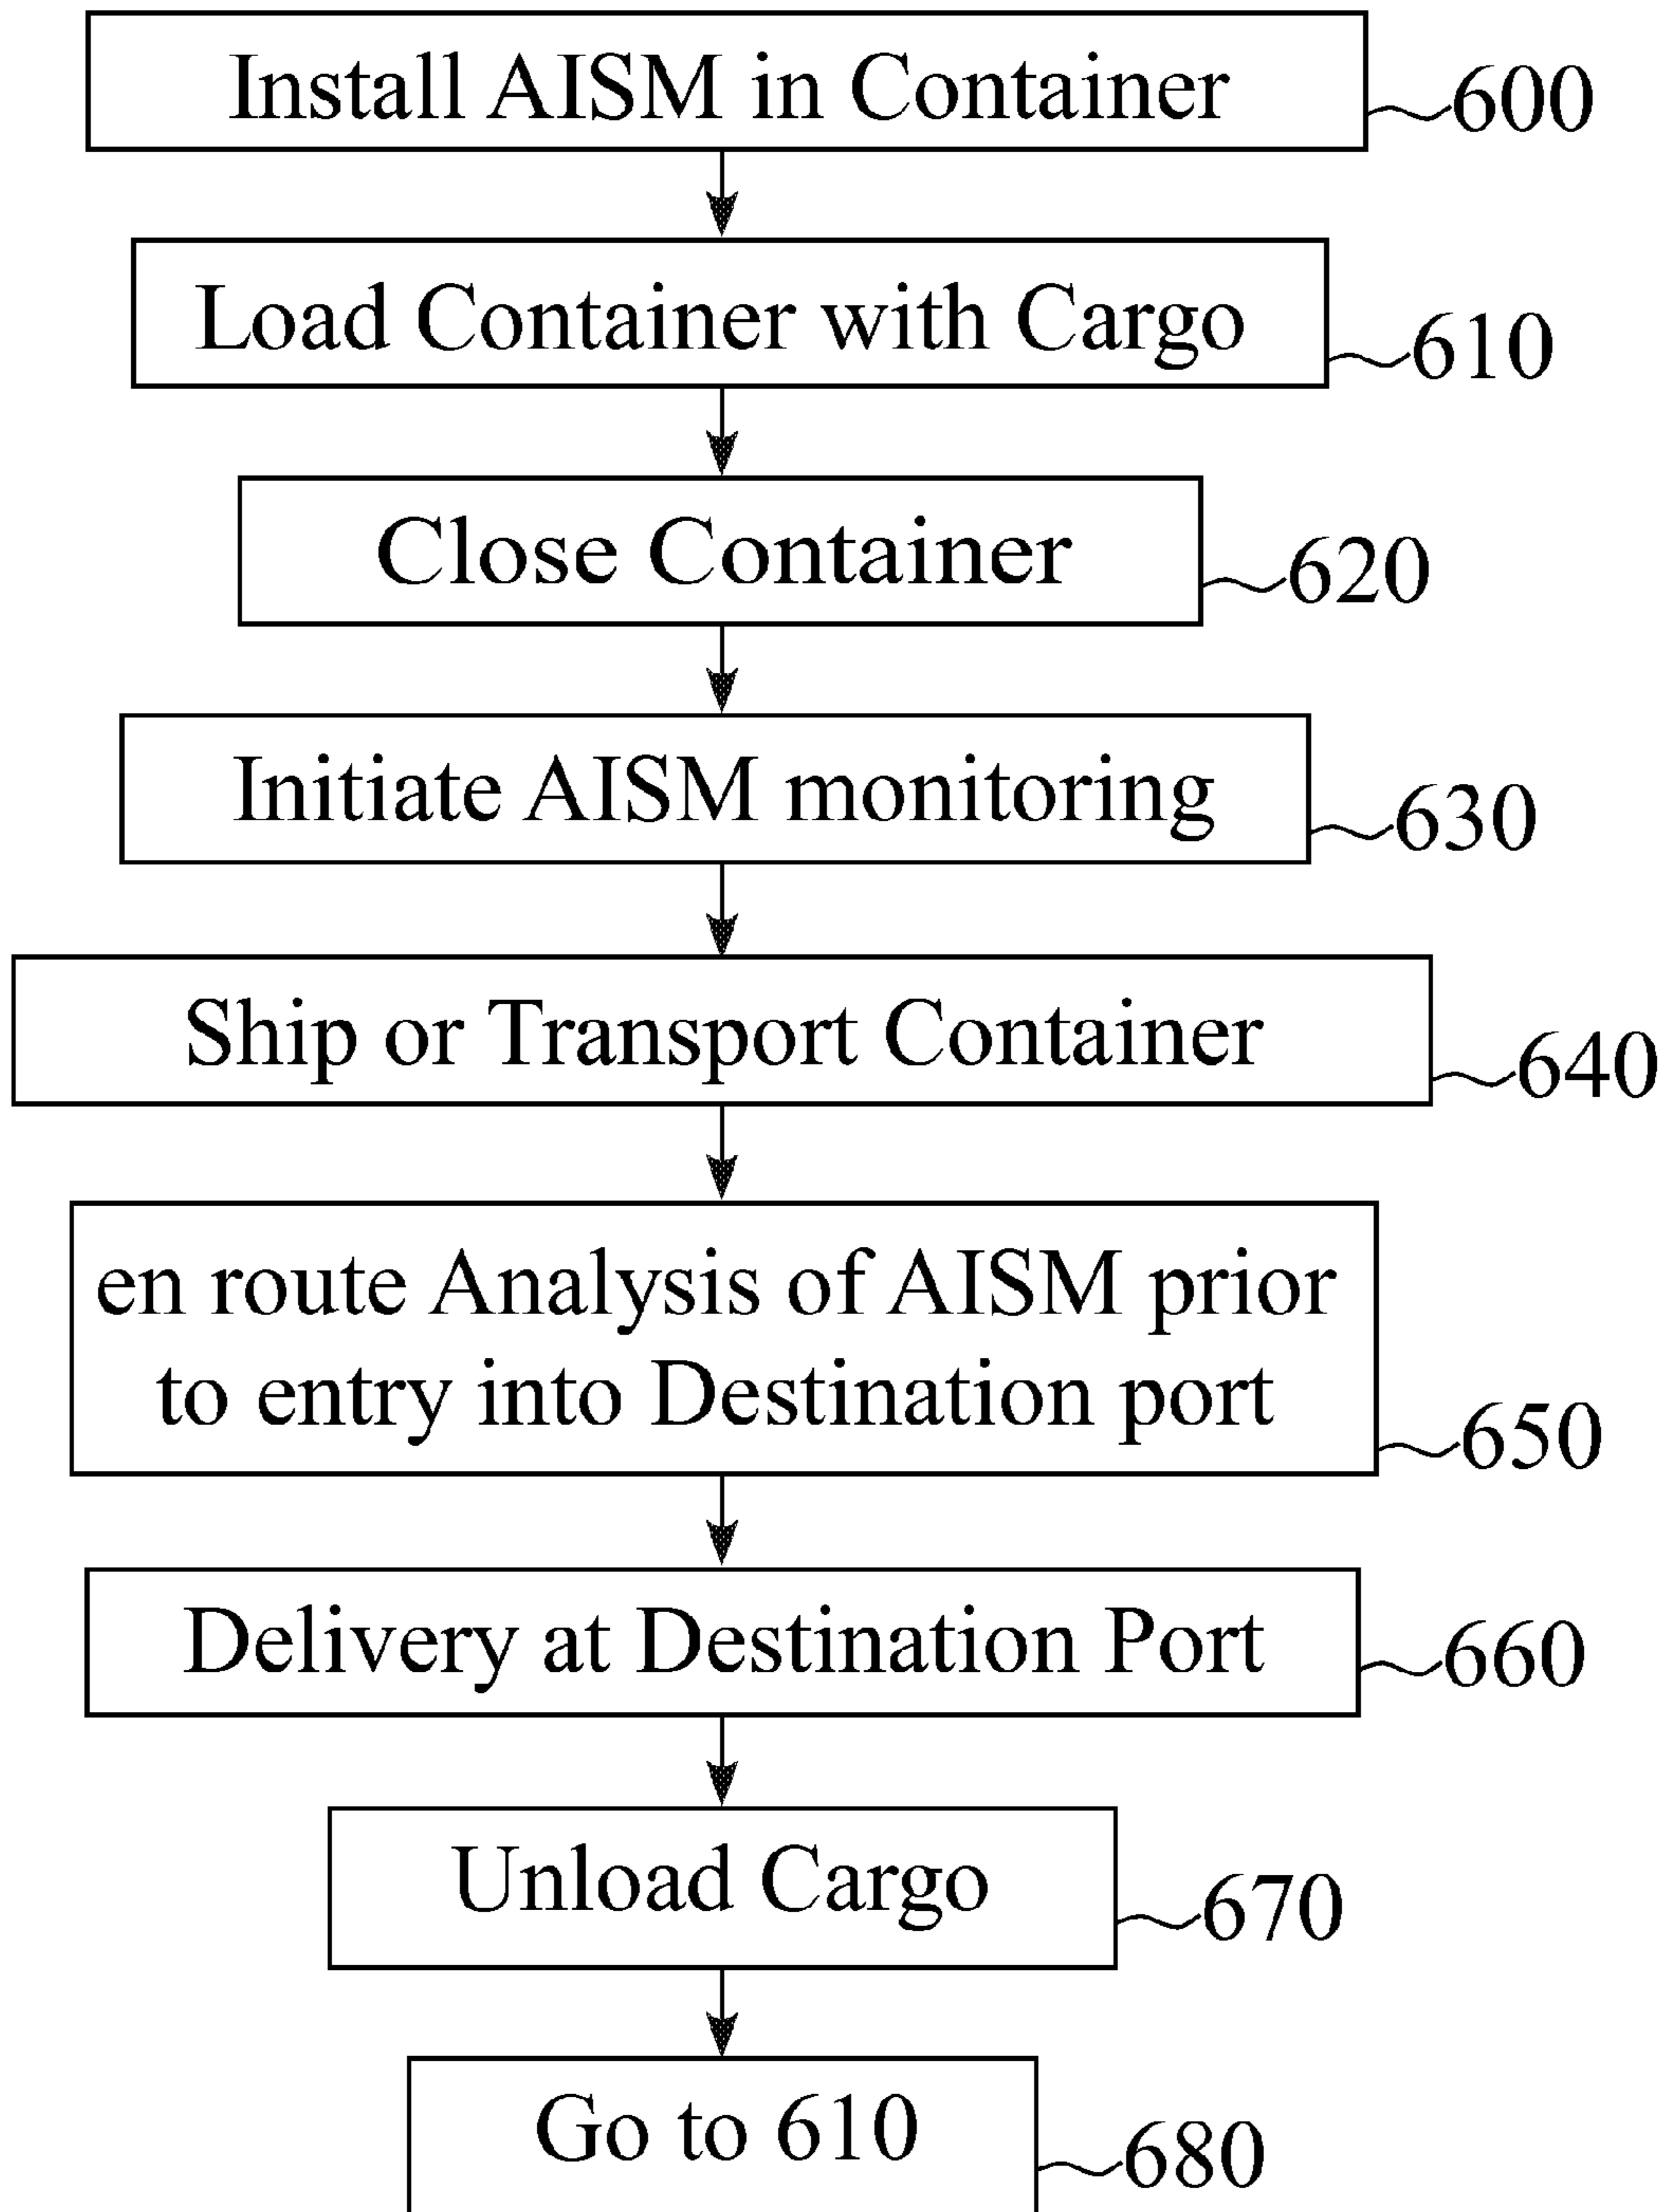 Install AISM in Container
600
Load Container with Cargo
610
Close Container
620
Initiate AISM monitoring
630
Ship or Transport Container
640
en route Analysis of AISM prior
to entry into Destination port
650
Delivery at Destination Port
660
Unload Cargo
670
Go to 610
680